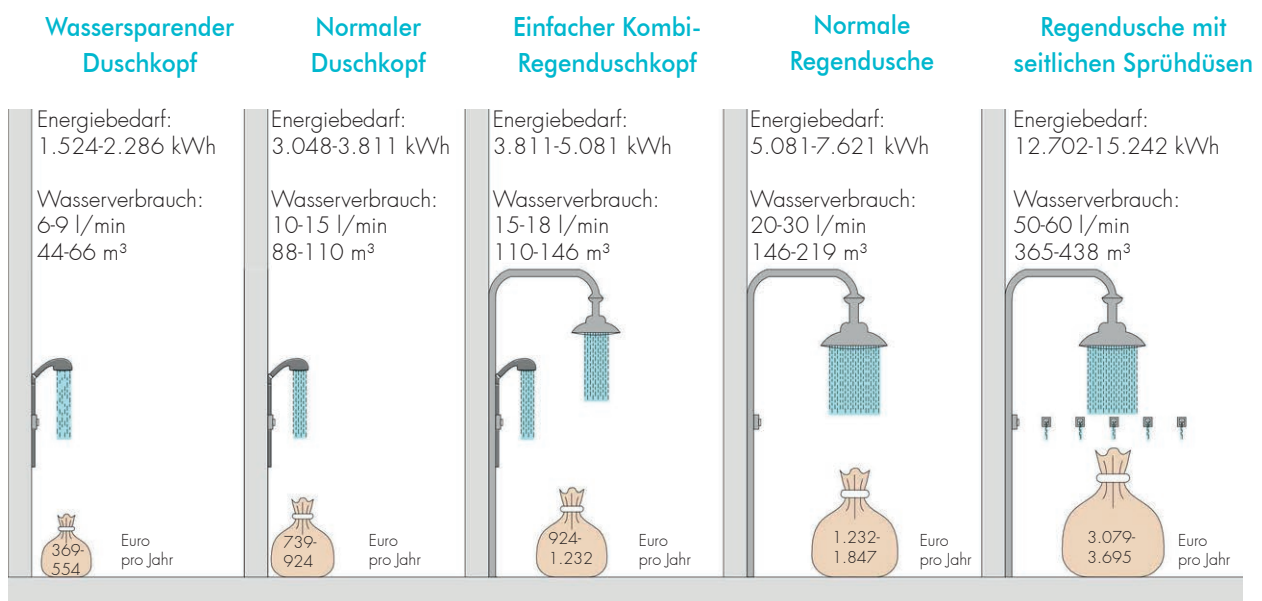 Wassersparender
Duschkopf
Energiebedarf:
1.524-2.286 kWh
Wasserverbrauch:
6-9 l/min
44-66 m³
369-
554
Euro
pro Jahr
Normaler
Duschkopf
Energiebedarf:
3.048-3.811 kWh
Wasserverbrauch:
10-15 l/min
88-110 m³
739-
924
Euro
pro Jahr
Einfacher Kombi-
Regenduschkopf
Energiebedarf:
3.811-5.081 kWh
Wasserverbrauch:
15-18 l/min
110-146 m³
924-
1.232
Euro
pro Jahr
Normale
Regendusche
Energiebedarf:
5.081-7.621 kWh
Wasserverbrauch:
20-30 l/min
146-219 m³
1.232-
1.847
Euro
pro Jahr
Regendusche mit
seitlichen Sprühdüsen
Energiebedarf:
12.702-15.242 kWh
Wasserverbrauch:
50-60 l/min
365-438 m³
3.079-
3.695
Euro
pro Jahr